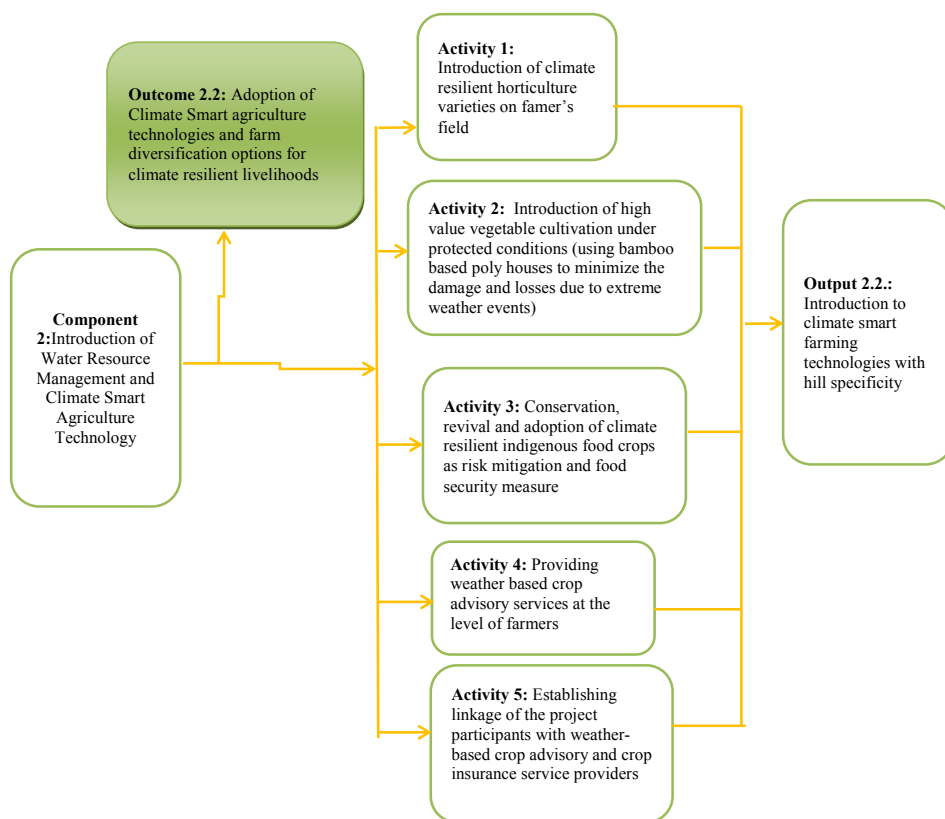 Outcome 2.2: Adoption of
Climate Smart agriculture
technologies and farm
diversification options for
climate resilient livelihoods
Component
2:Introduction of
Water Resource
Management and
Climate Smart
Agriculture
Technology
Activity 1:
Introduction of climate
resilient horticulture
varieties on famer’s
field
Activity 2: Introduction of high
value vegetable cultivation under
protected conditions (using bamboo
based poly houses to minimize the
damage and losses due to extreme
weather events)
Activity 3: Conservation,
revival and adoption of climate
resilient indigenous food crops
as risk mitigation and food
security measure
Activity 4: Providing
weather based crop
advisory services at the
level of farmers
Activity 5: Establishing
linkage of the project
participants with weather-
based crop advisory and crop
insurance service providers
Output 2.2.:
Introduction to
climate smart
farming
technologies with
hill specificity